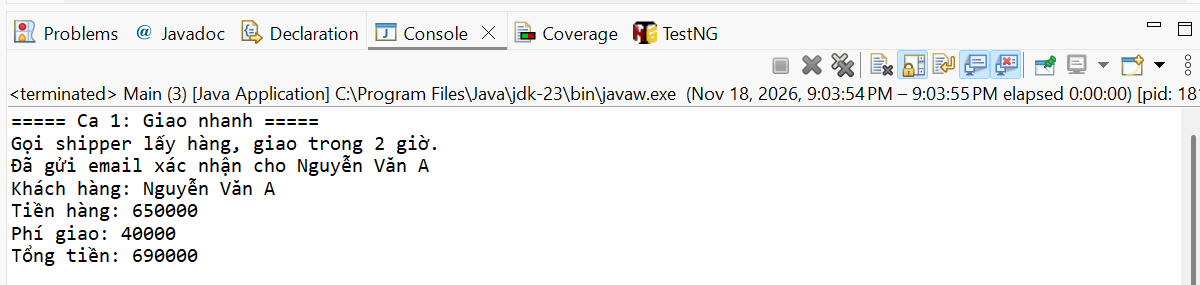 Problems @ Javadoc Declaration Console Coverage TestNG
<terminated> Main (3) [Java Application] C:\Program Files\Java\jdk-23\bin\javaw.exe (Nov 18, 2026, 9:03:54 PM – 9:03:55 PM elapsed 0:00:00) [pid: 181
===== Ca 1: Giao nhanh =====
Gọi shipper lấy hàng, giao trong 2 giờ.
Đã gửi email xác nhận cho Nguyễn Văn A
Khách hàng: Nguyễn Văn A
Tiền hàng: 650000
Phí giao: 40000
Tổng tiền: 690000